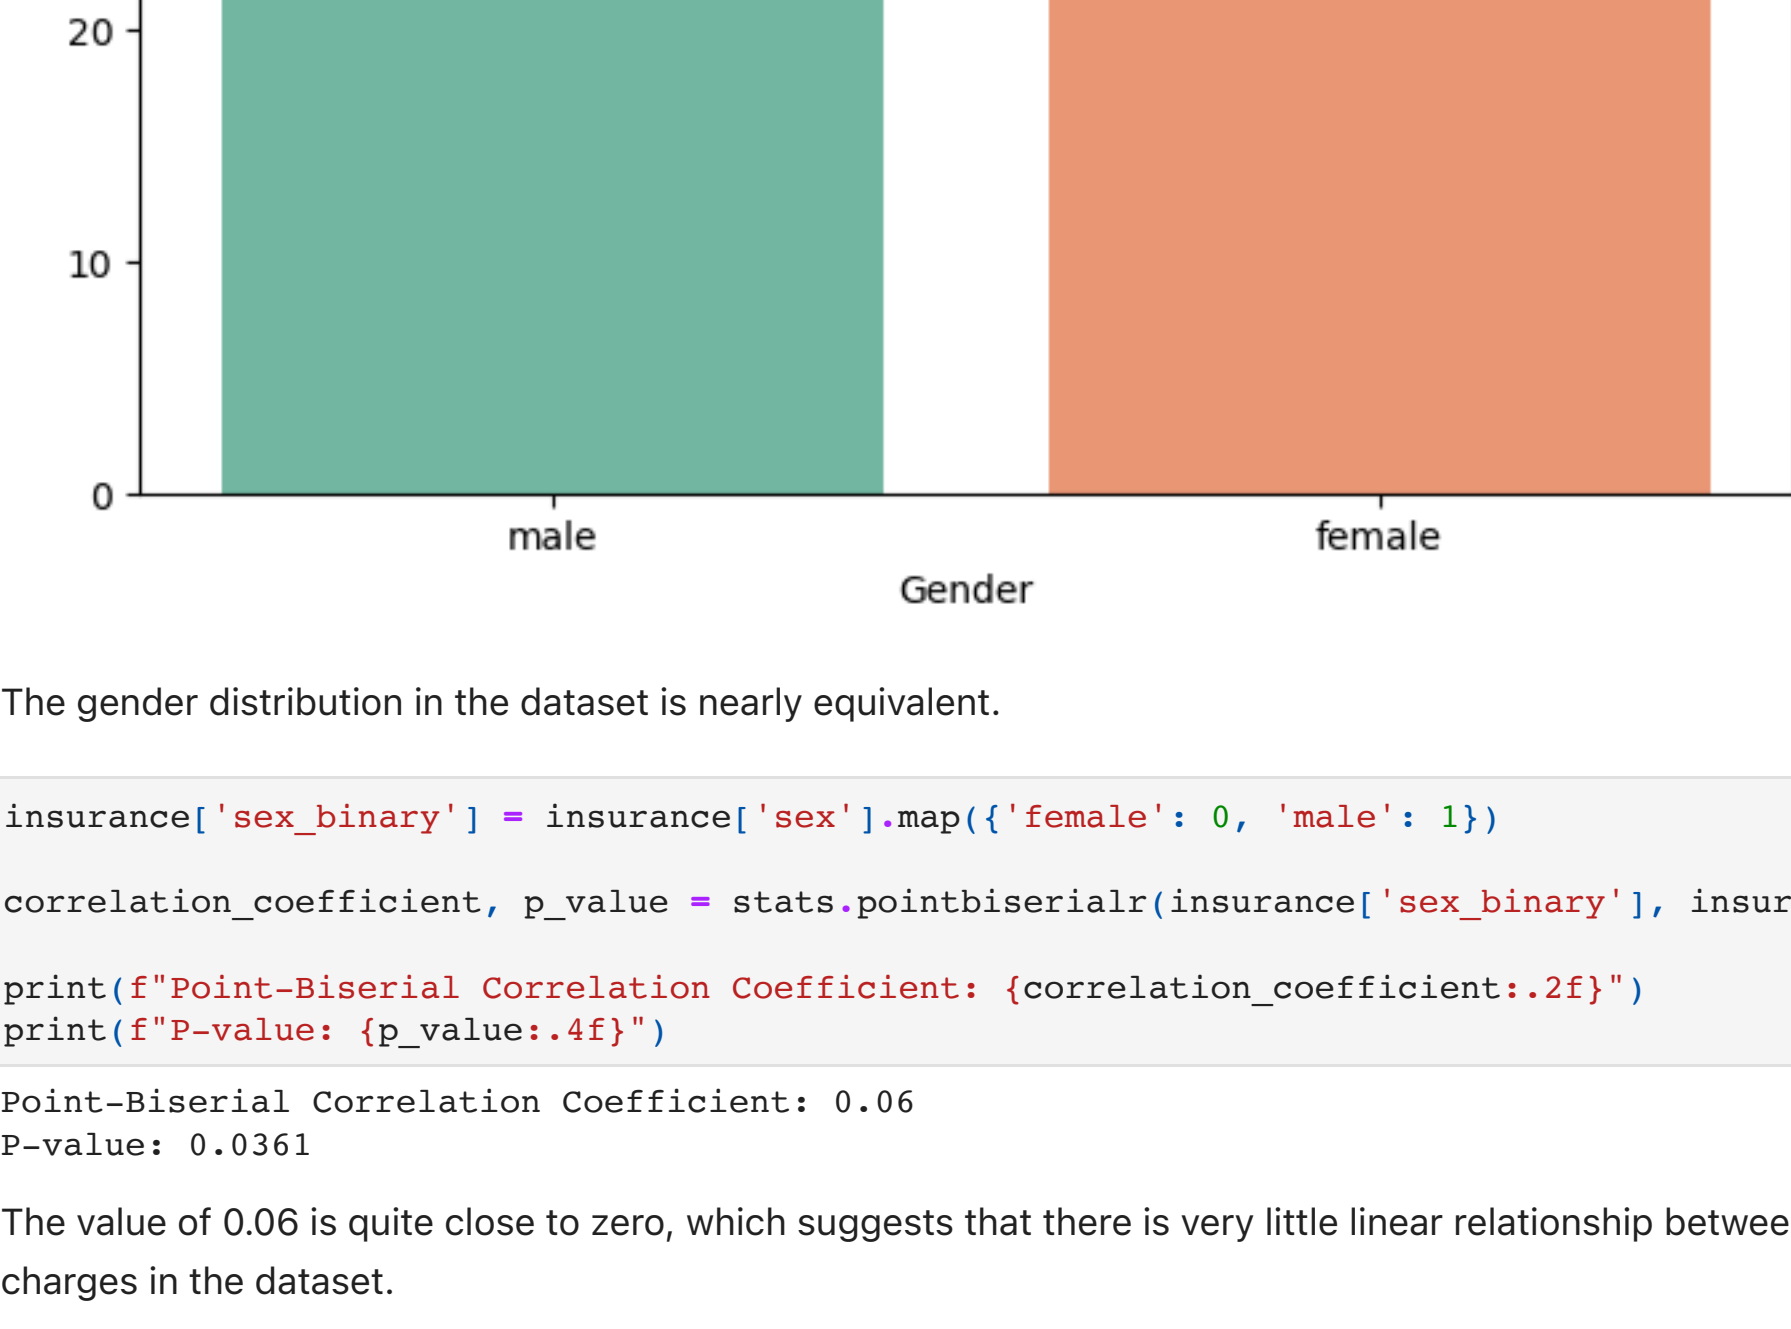 20
10
0
male female
Gender
The gender distribution in the dataset is nearly equivalent.
insurance['sex_binary'] = insurance['sex'].map({'female': 0, 'male': 1})
correlation_coefficient, p_value = stats.pointbiserialr(insurance['sex_binary'], insur
print(f"Point-Biserial Correlation Coefficient: {correlation_coefficient:.2f}")
print(f"P-value: {p_value:.4f}")
Point-Biserial Correlation Coefficient: 0.06
P-value: 0.0361
The value of 0.06 is quite close to zero, which suggests that there is very little linear relationship betwee
charges in the dataset.